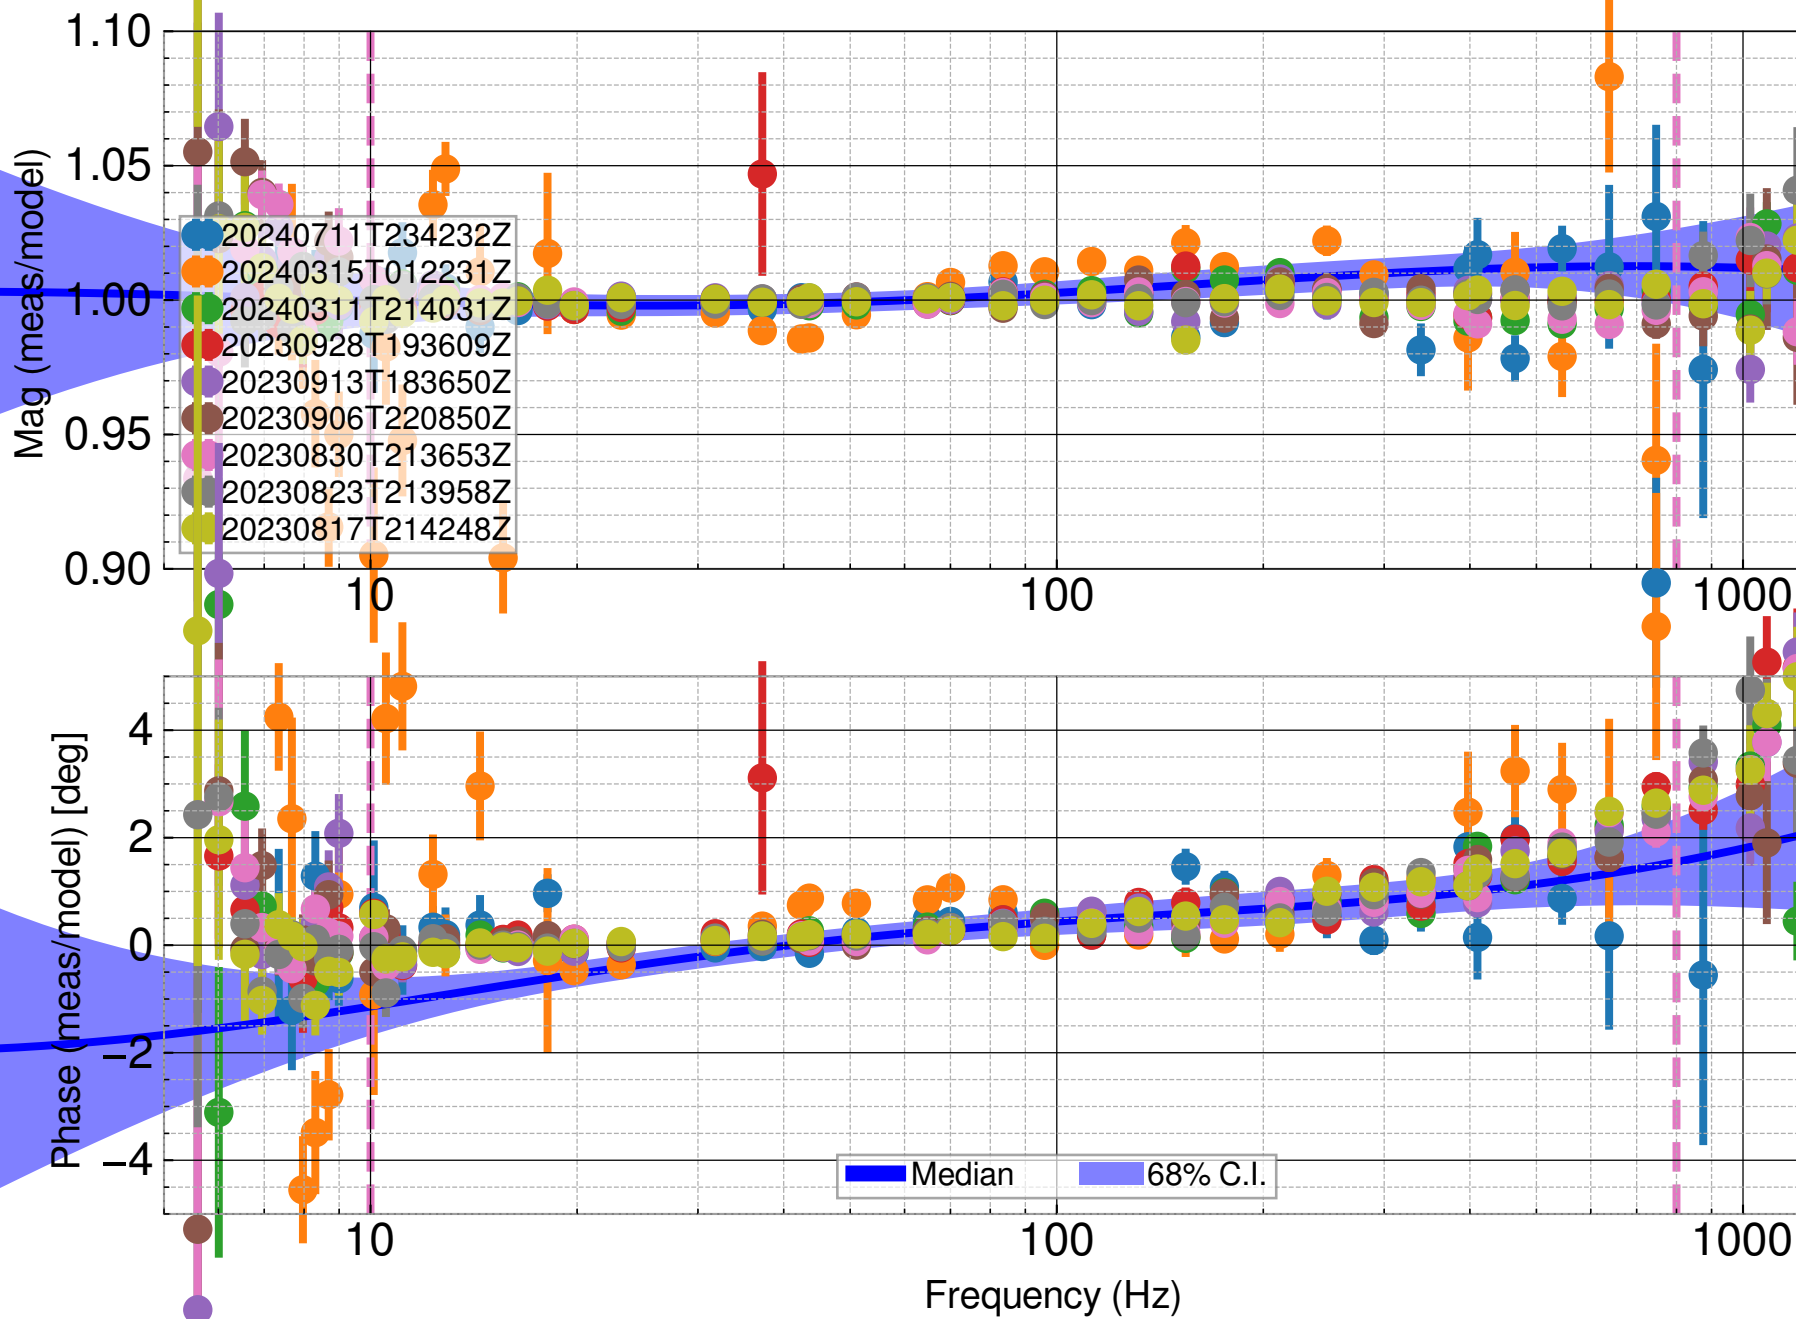 1.10
1.05
1.00
0.95
0.90
Mag (meas/model)
20240711T234232Z
20240315T012231Z
20240311T214031Z
20230928T193609Z
20230913T183650Z
20230906T220850Z
20230830T213653Z
20230823T213958Z
20230817T214248Z
10
100
1000
4
2
0
−2
−4
Phase (meas/model) [deg]
Median
68% C.I.
10
100
1000
Frequency (Hz)